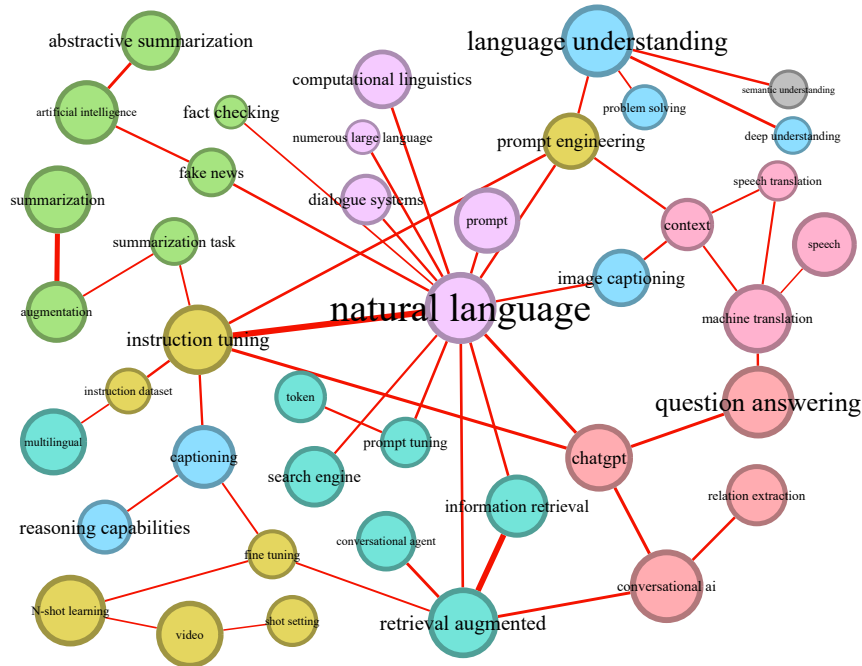 abstractive summarization
language understanding
computational linguistics
semantic understanding
artificial intelligence
fact checking
problem solving
numerous large language
prompt engineering
deep understanding
fake news
speech translation
summarization
dialogue systems
prompt
context
summarization task
speech
image captioning
natural language
augmentation
machine translation
instruction tuning
instruction dataset
token
question answering
multilingual
captioning
prompt tuning
chatgpt
search engine
relation extraction
information retrieval
reasoning capabilities
conversational agent
fine tuning
conversational ai
N-shot learning
retrieval augmented
shot setting
video